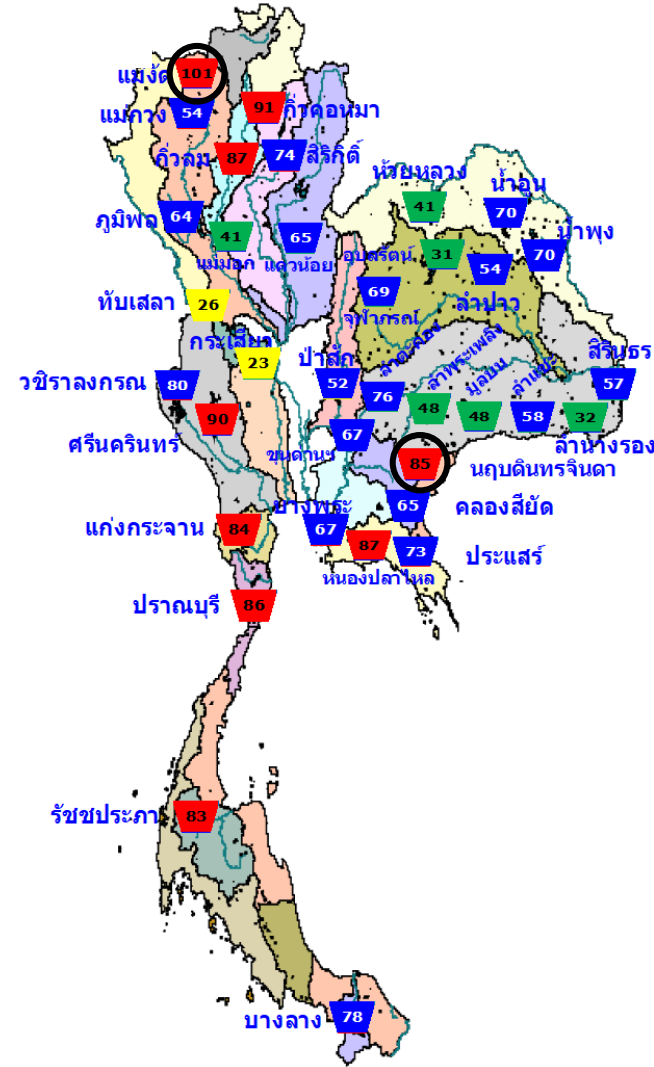 แม่งัด 101
แม่กวง 54
91 กิ่วคอหมา
กิ่วลม 87
74 สิริกิติ์
ห้วยหลวง
41
น้ำอูน
70
ภูมิพล 64
41
แม่มอก
65
แควน้อย
อุบลรัตน์ 31
น้ำพุง
70
54
ลำปาว
69
จุฬาภรณ์
ทับเสลา 26
กระเสียว
23
ป่าสัก
52
ลำตะคอง
76
ลำพระเพลิง
48
มูลบน
48
ลำแซะ
58
สิรินธร
57
32
ลำนางรอง
วชิราลงกรณ 80
ศรีนครินทร์ 90
67
ขุนด่านฯ
85 นฤบดินทรจินดา
บางพระ
67
65 คลองสียัด
แก่งกระจาน 84
87
หนองปลาไหล
73 ประแสร์
ปราณบุรี 86
รัชชประภา 83
บางลาง 78